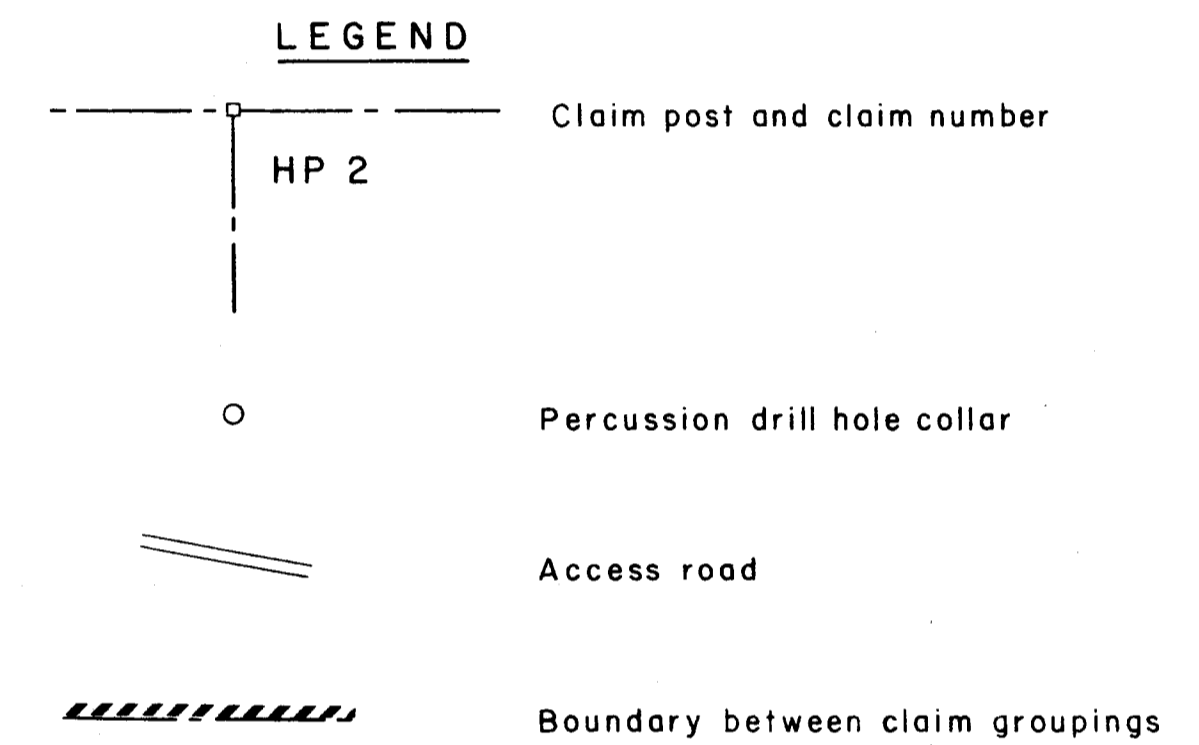 LEGEND
Claim post and claim number
HP 2
Percussion drill hole collar
Access road
Boundary between claim groupings